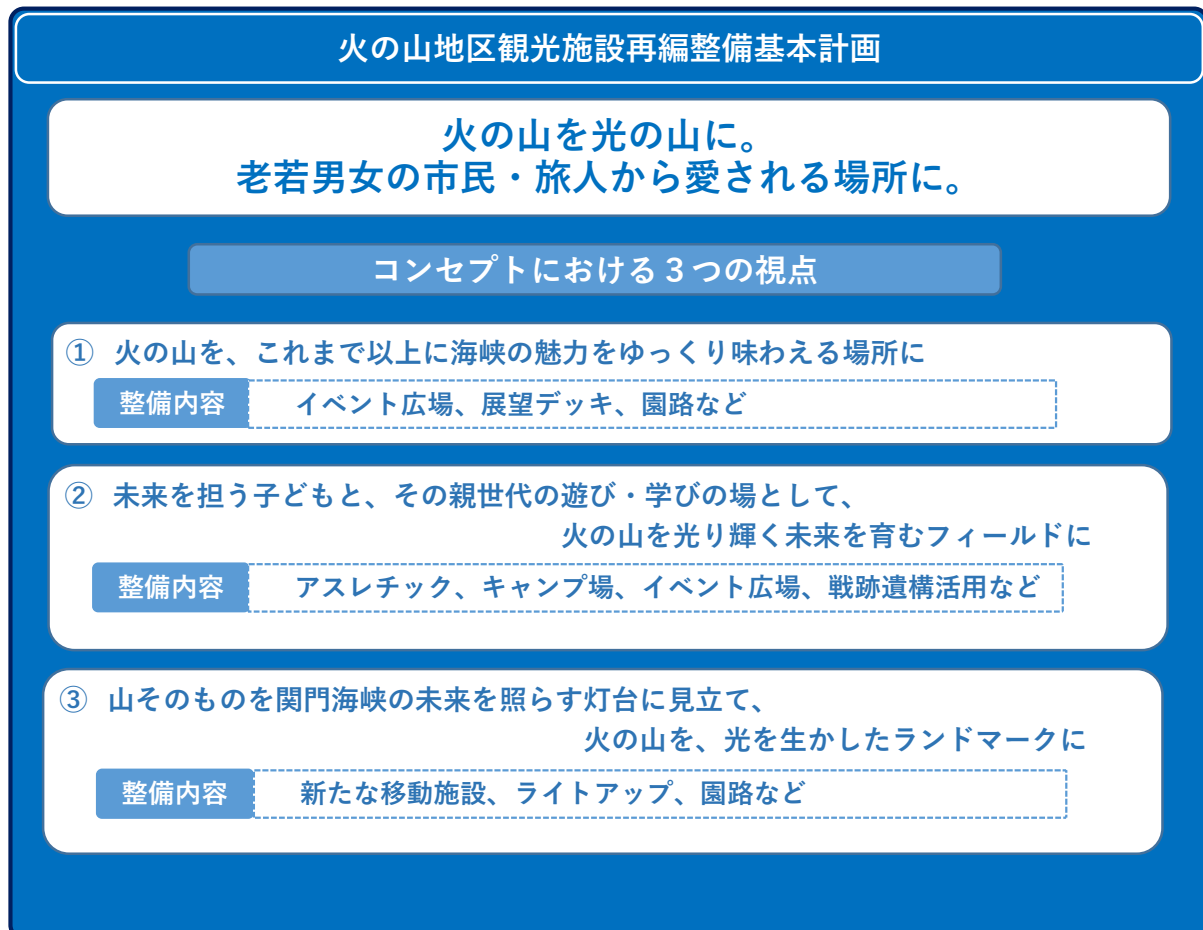 火の山地区観光施設再編整備基本計画
火の山を光の山に。
老若男女の市民・旅人から愛される場所に。
コンセプトにおける３つの視点
① 火の山を、これまで以上に海峡の魅力をゆっくり味わえる場所に
整備内容 イベント広場、展望デッキ、園路など
② 未来を担う子どもと、その親世代の遊び・学びの場として、
火の山を光り輝く未来を育むフィールドに
整備内容 アスレチック、キャンプ場、イベント広場、戦跡遺構活用など
③ 山そのものを関門海峡の未来を照らす灯台に見立て、
火の山を、光を生かしたランドマークに
整備内容 新たな移動施設、ライトアップ、園路など